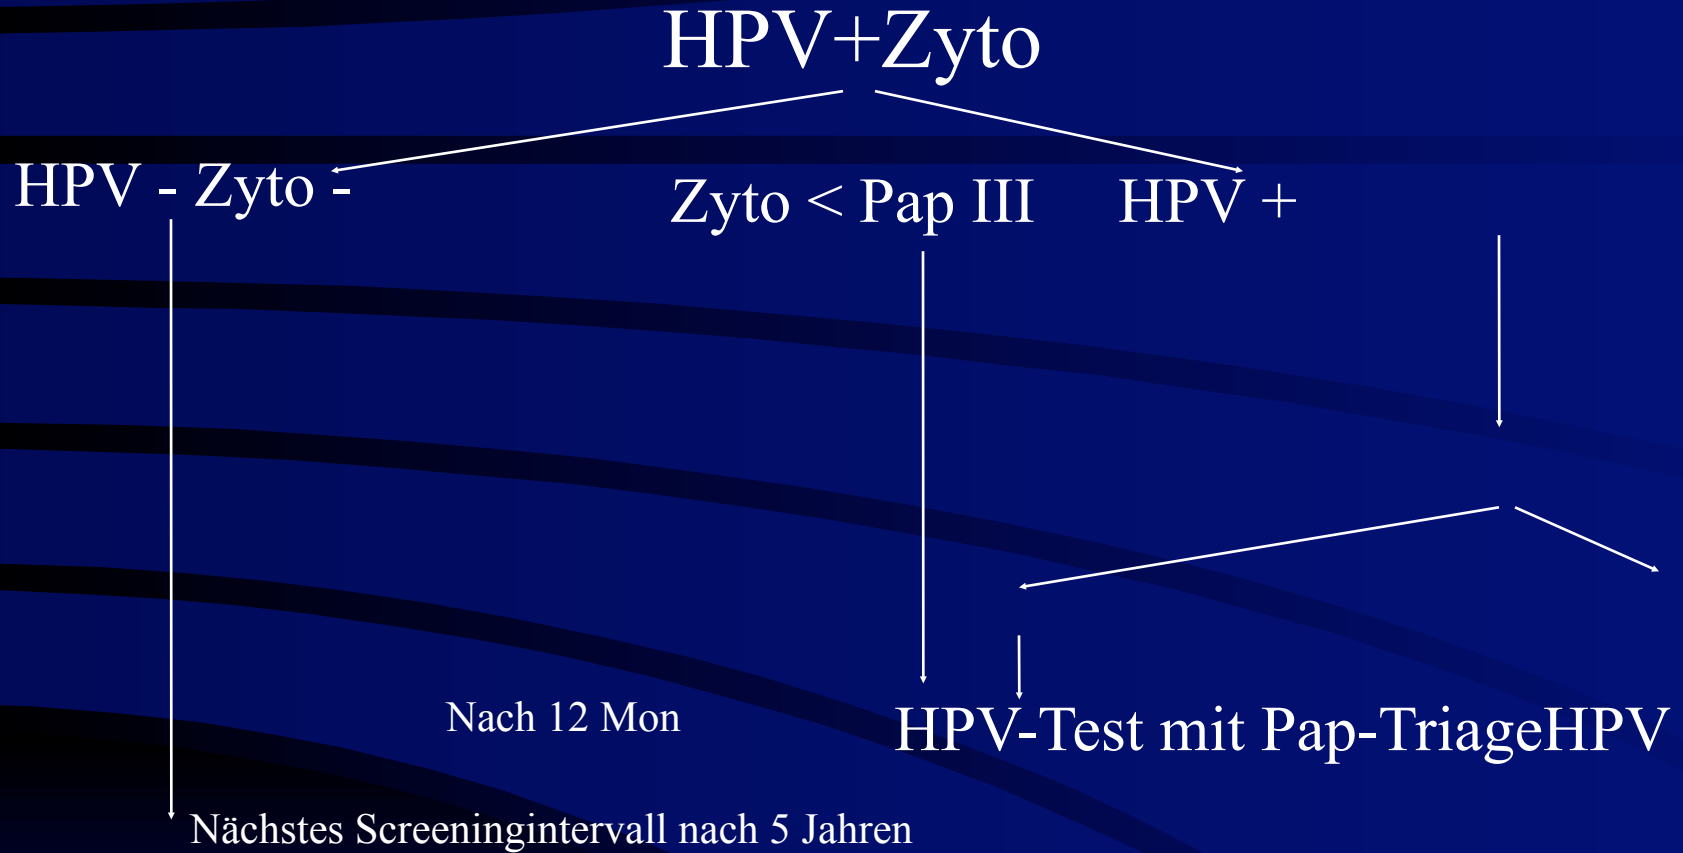 HPV+Zyto
HPV - Zyto -
Zyto < Pap III HPV +
Nach 12 Mon
HPV-Test mit Pap-TriageHPV
Nächstes Screeningintervall nach 5 Jahren